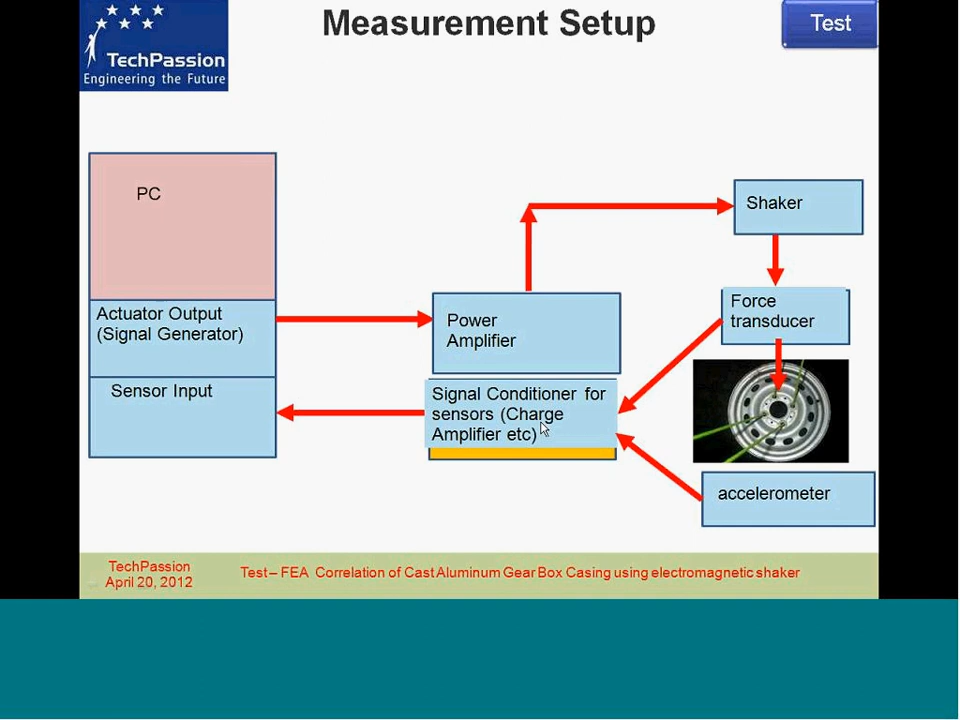 Measurement Setup
Test
TechPassion
Engineering the Future
PC
Shaker
Actuator Output
(Signal Generator)
Power
Amplifier
Force
transducer
Sensor Input
Signal Conditioner for
sensors (Charge
Amplifier etc)
accelerometer
TechPassion
April 20, 2012
Test – FEA Correlation of Cast Aluminum Gear Box Casing using electromagnetic shaker